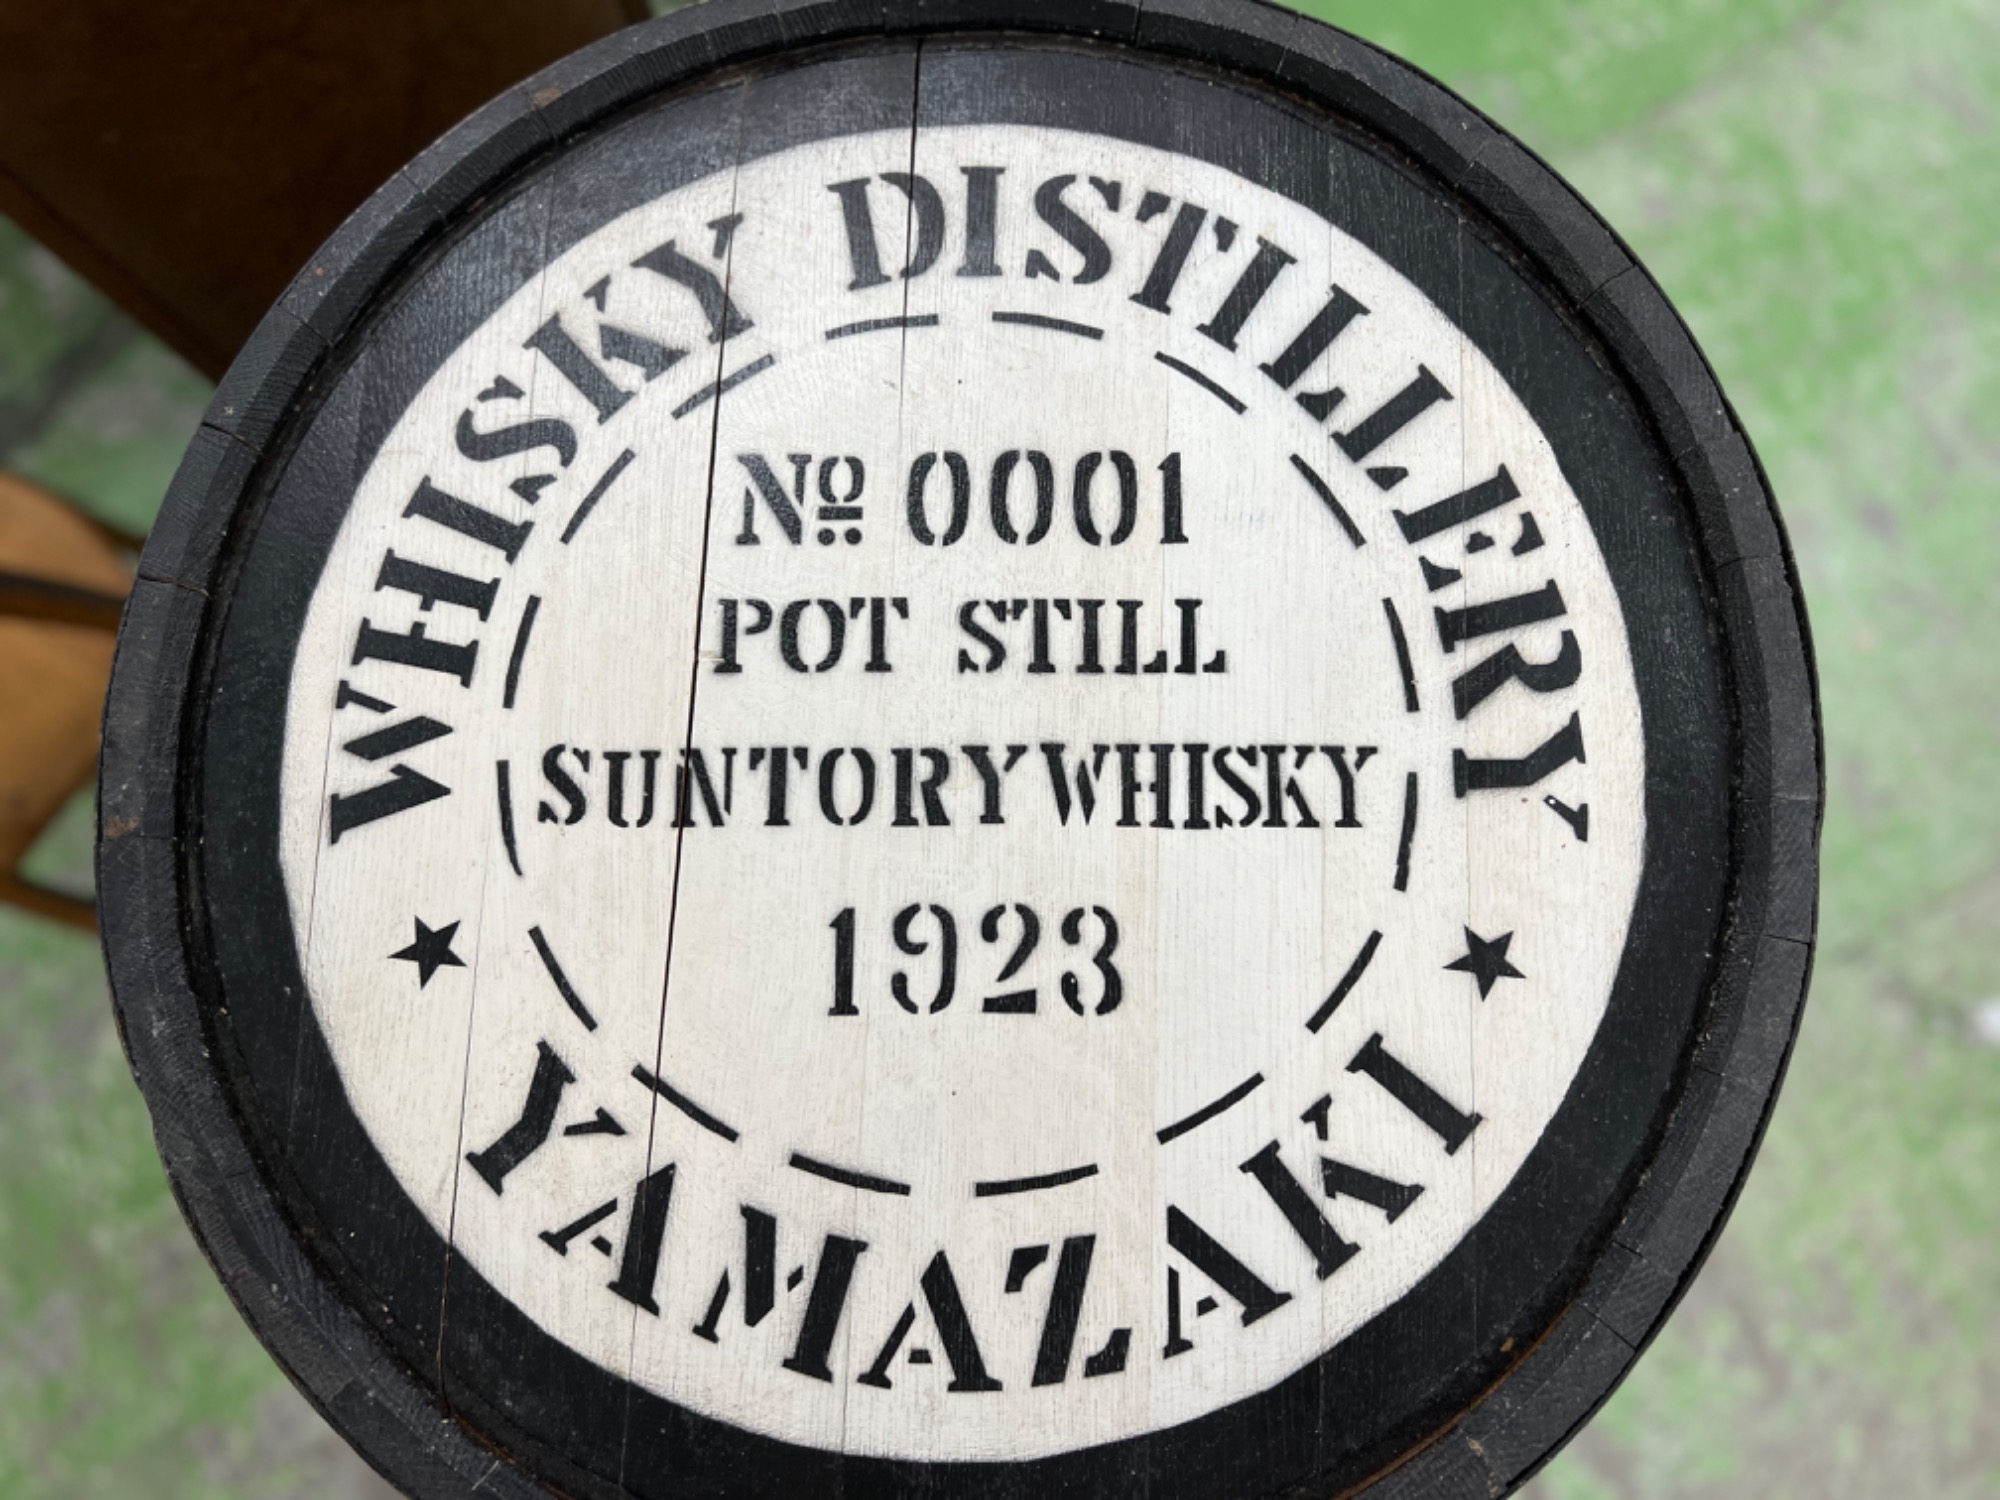 WHISKY DISTILLERY
№ 0001
POT STILL
SUNTORY WHISKY
1923
YAMAZAKI